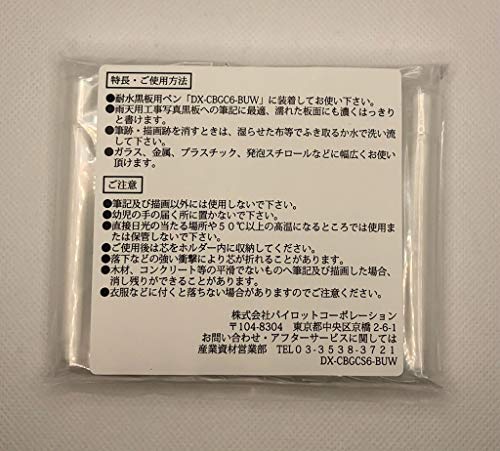 特長・ご使用方法
●耐水黒板用ペン「DX-CBGC6-BUW」に装着してお使い下さい。
●雨天用工事写真黒板への筆記に最適、濡れた板面にも濃くはっきり
と書けます。
●筆跡・描画跡を消すときは、湿らせた布等でふき取るか水で洗い流
して下さい。
●ガラス、金属、プラスチック、発泡スチロールなどに幅広くお使い
頂けます。
ご注意
●筆記及び描画以外には使用しないで下さい。
●幼児の手の届く所に置かないで下さい。
●直接日光の当たる場所や50℃以上の高温になるところでは使用ま
たは保管しないで下さい。
●ご使用後は芯をホルダー内に収納してください。
●落下などの強い衝撃により芯が折れることがあります。
●木材、コンクリート等の平滑でないものへ筆記及び描画した場合、
消し残りができることがあります。
●衣服などに付くと落ちない場合がありますのでご注意ください。
株式会社パイロットコーポレーション
〒104-8304 東京都中央区京橋2-6-1
お問い合わせ・アフターサービスに関しては
産業資材営業部 TEL03-3538-3721
DX-CBGCS6-BUW